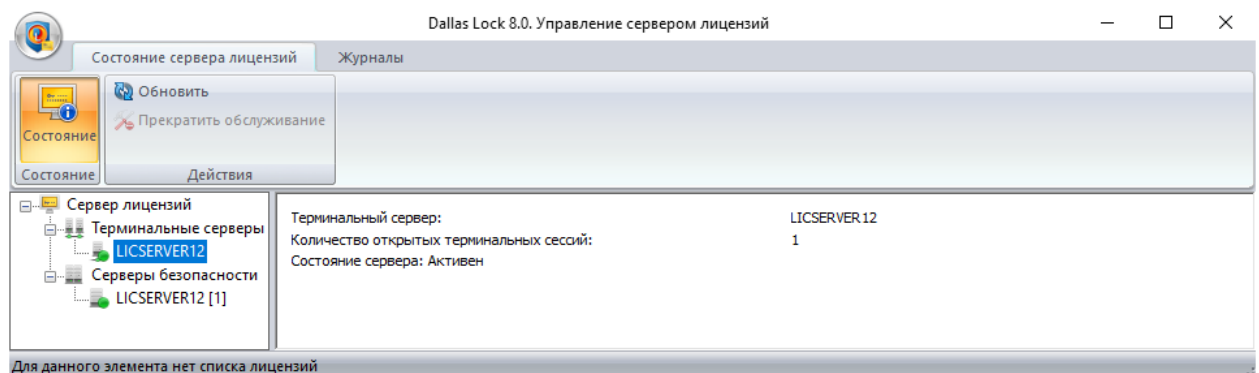 Dallas Lock 8.0. Управление сервером лицензий
Состояние сервера лицензий Журналы
Обновить
Прекратить обслуживание
Состояние
Состояние Действия
Сервер лицензий
Терминальные серверы
LICSERVER12
Серверы безопасности
LICSERVER12 [1]
Терминальный сервер: LICSERVER12
Количество открытых терминальных сессий: 1
Состояние сервера: Активен
Для данного элемента нет списка лицензий